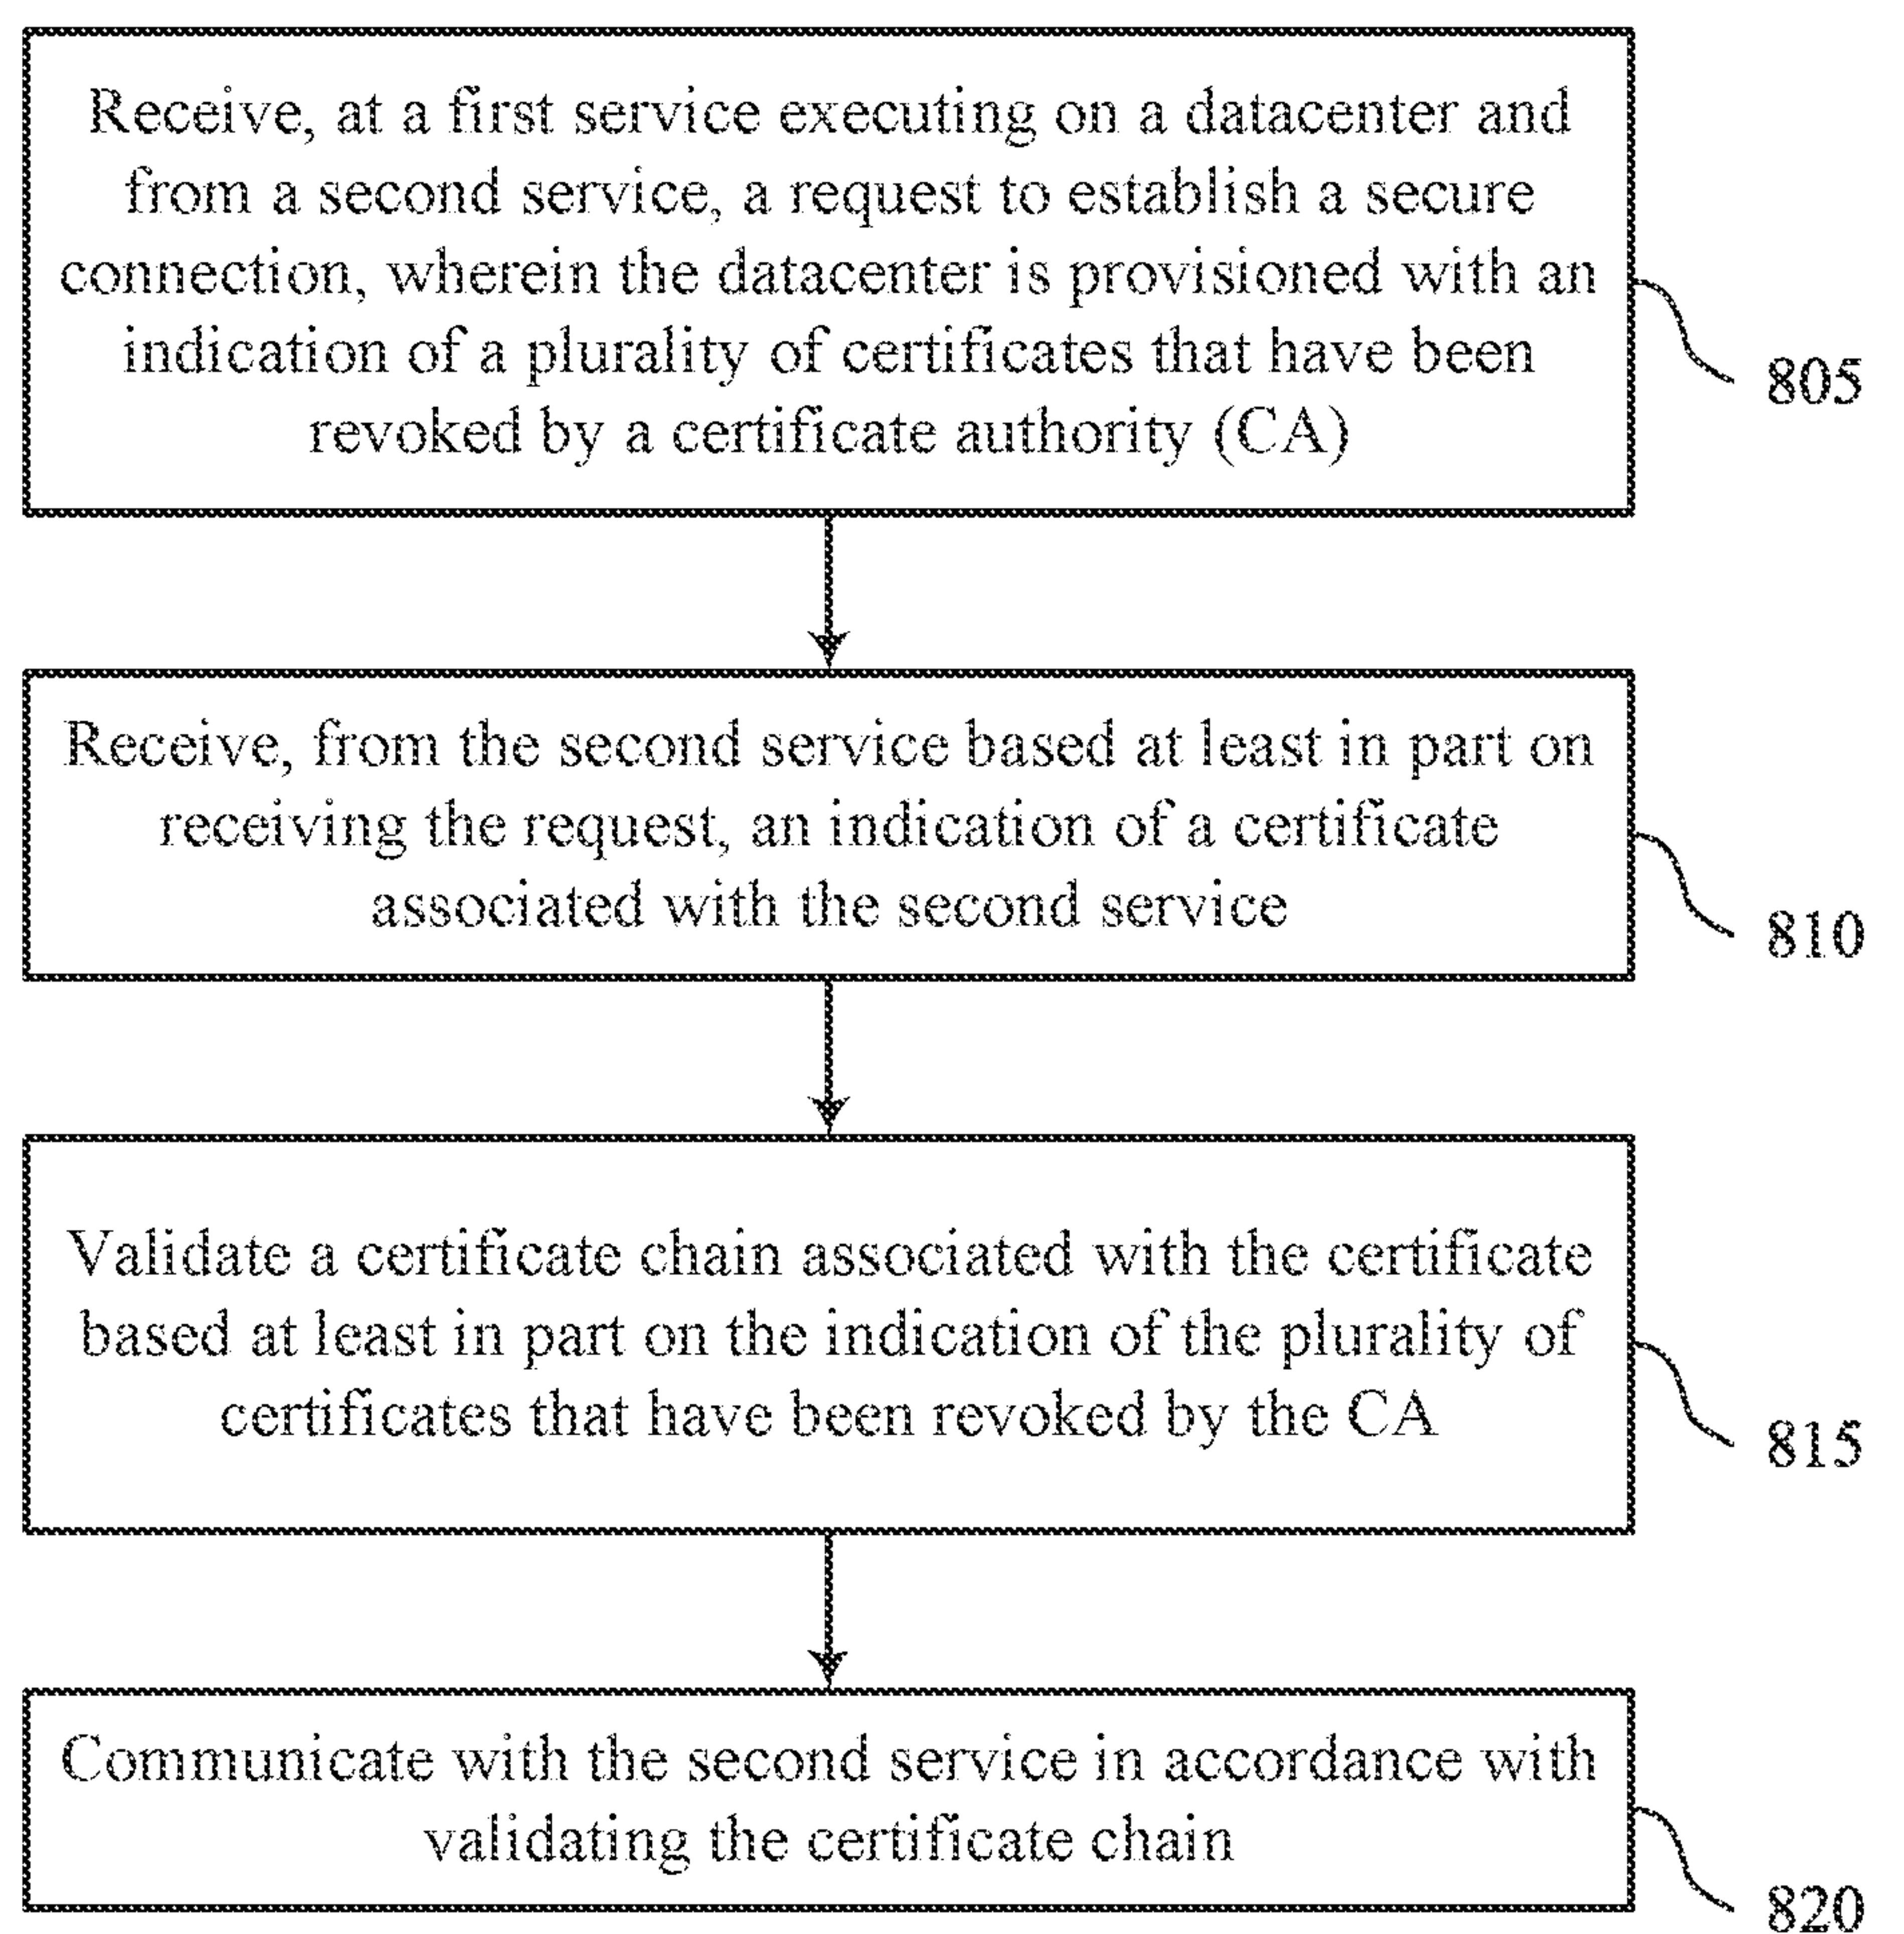 Receive, at a first service executing on a datacenter and
from a second service, a request to establish a secure
connection, wherein the datacenter is provisioned with an
indication of a plurality of certificates that have been
revoked by a certificate authority (CA)
805
Receive, from the second service based at least in part on
receiving the request, an indication of a certificate
associated with the second service
810
Validate a certificate chain associated with the certificate
based at least in part on the indication of the plurality of
certificates that have been revoked by the CA
815
Communicate with the second service in accordance with
validating the certificate chain
820